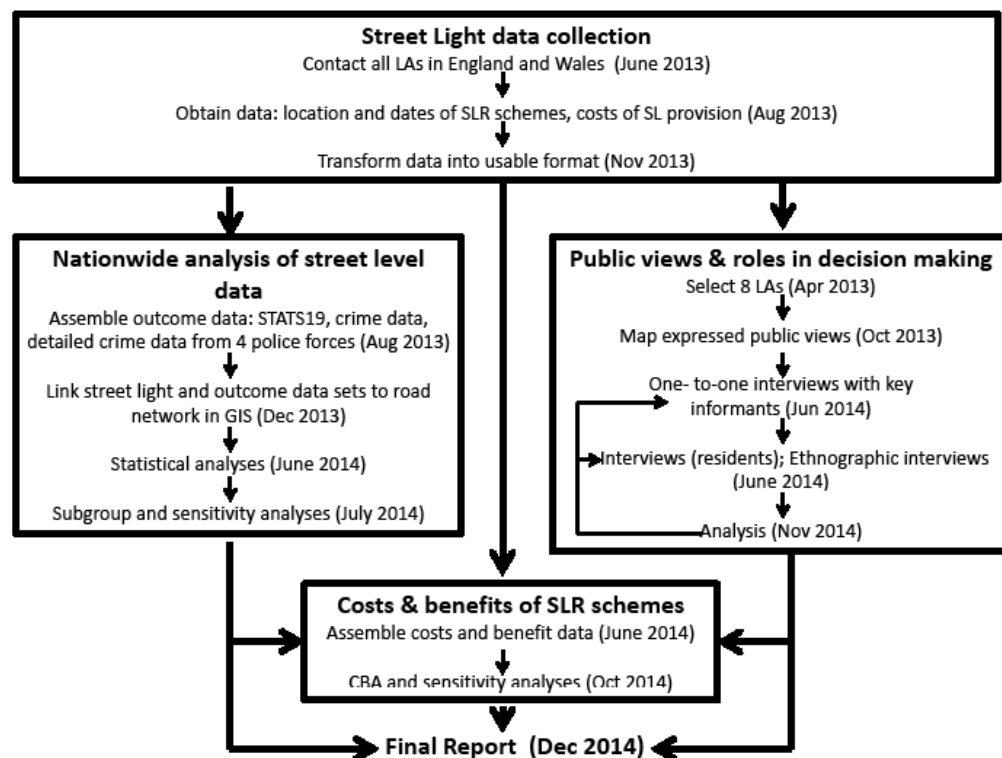 Street Light data collection
Contact all LAs in England and Wales (June 2013)
Obtain data: location and dates of SLR schemes, costs of SL provision (Aug 2013)
Transform data into usable format (Nov 2013)
Nationwide analysis of street level
data
Assemble outcome data: STATS19, crime data,
detailed crime data from 4 police forces (Aug 2013)
Link street light and outcome data sets to road
network in GIS (Dec 2013)
Statistical analyses (June 2014)
Subgroup and sensitivity analyses (July 2014)
Public views & roles in decision making
Select 8 LAs (Apr 2013)
Map expressed public views (Oct 2013)
One- to-one interviews with key
informants (Jun 2014)
Interviews (residents); Ethnographic interviews
(June 2014)
Analysis (Nov 2014)
Costs & benefits of SLR schemes
Assemble costs and benefit data (June 2014)
CBA and sensitivity analyses (Oct 2014)
Final Report (Dec 2014)